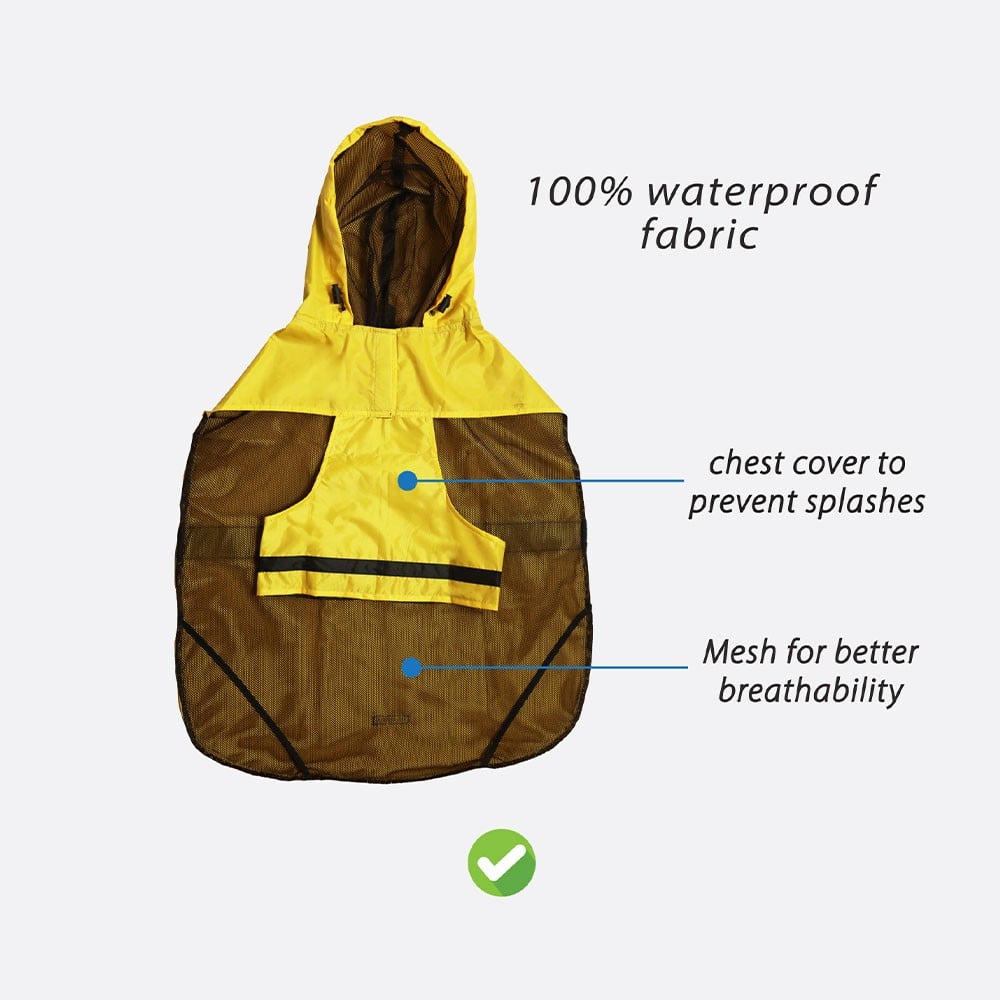 100% waterproof
fabric
chest cover to
prevent splashes
Mesh for better
breathability